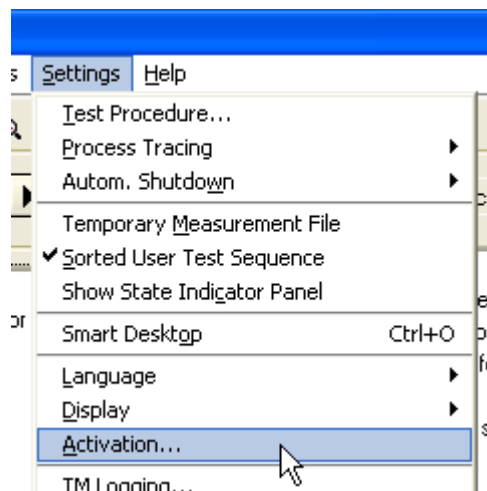 Settings Help
Test Procedure...
Process Tracing
Autom. Shutdown
Temporary Measurement File
Sorted User Test Sequence
Show State Indicator Panel
Smart Desktop Ctrl+O
Language
Display
Activation...
TM Logging...